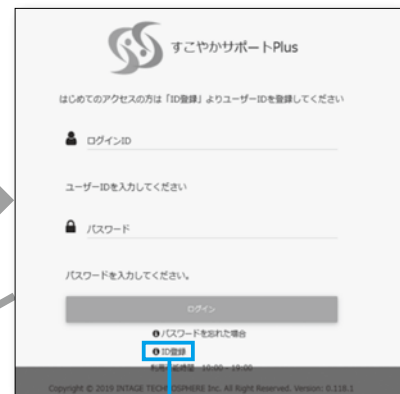 すこやかサポートPlus
はじめてのアクセスの方は「ID登録」よりユーザーIDを登録してください
ログインID
ユーザーIDを入力してください
パスワード
パスワードを入力してください。
ログイン
パスワードを忘れた場合
ID登録
10:00 - 19:00
Copyright © 2019 INTAGE TECHNOSPHERE Inc. All Right Reserved. Version: 0.118.1